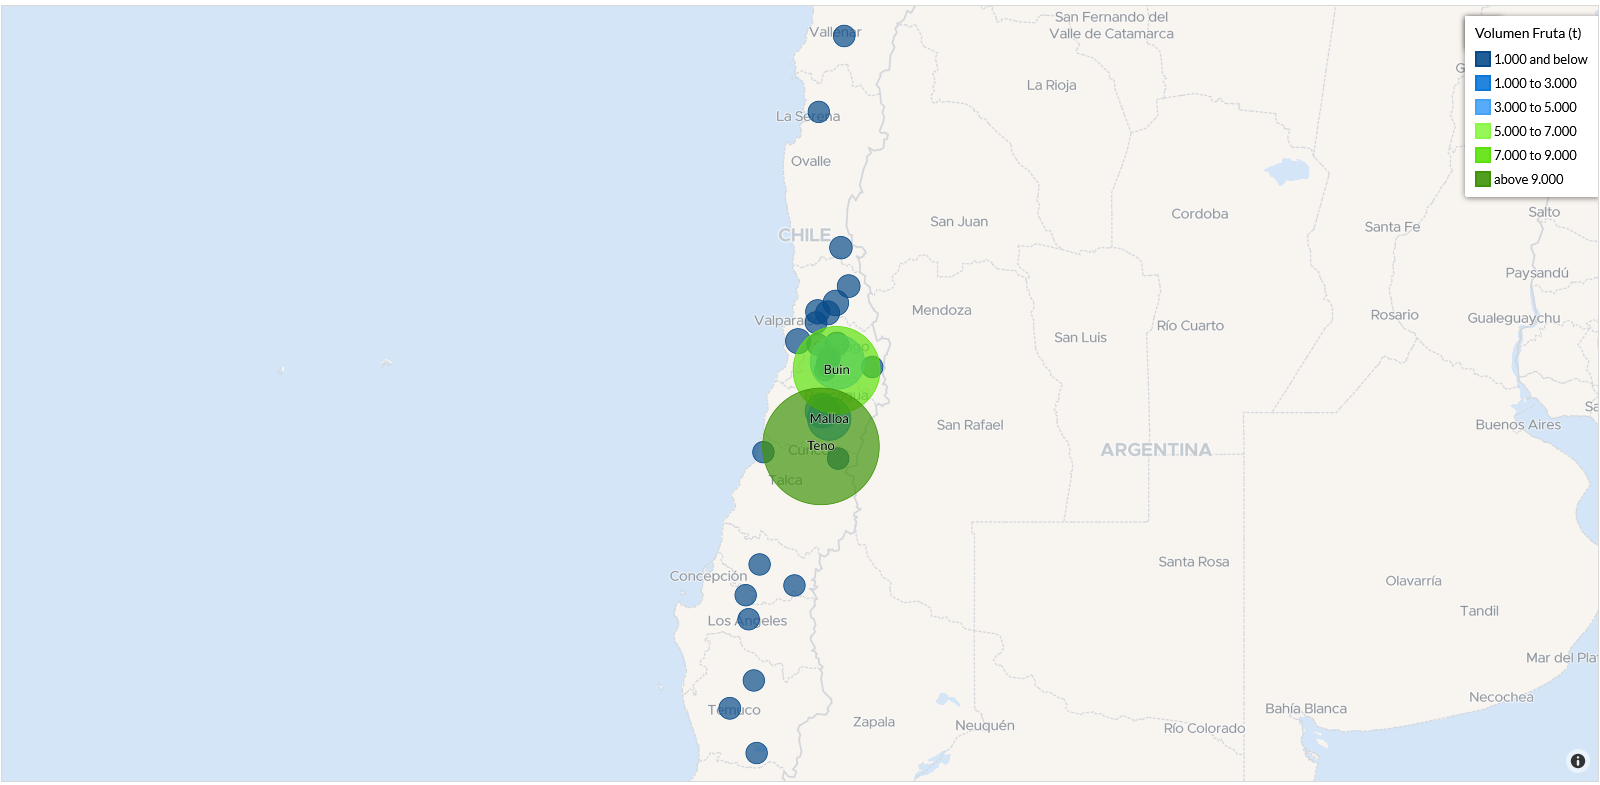 San Fernando del
Valle de Catamarca
Vallenar
La Rioja
La Serena
Ovalle
San Juan
Cordoba
Santa Fe
Salto
CHILE
Paysandú
Mendoza
Valpara
San Luis
Río Cuarto
Rosario
Gualeguaychu
Buin
Malloa
Teno
Curicó
Talca
San Rafael
ARGENTINA
Buenos Aires
Concepción
Los Angeles
Santa Rosa
Olavarría
Tandil
Mar del Pla
Necochea
Temuco
Zapala
Neuquén
Río Colorado
Bahía Blanca
Volumen Fruta (t)
1.000 and below
1.000 to 3.000
3.000 to 5.000
5.000 to 7.000
7.000 to 9.000
above 9.000